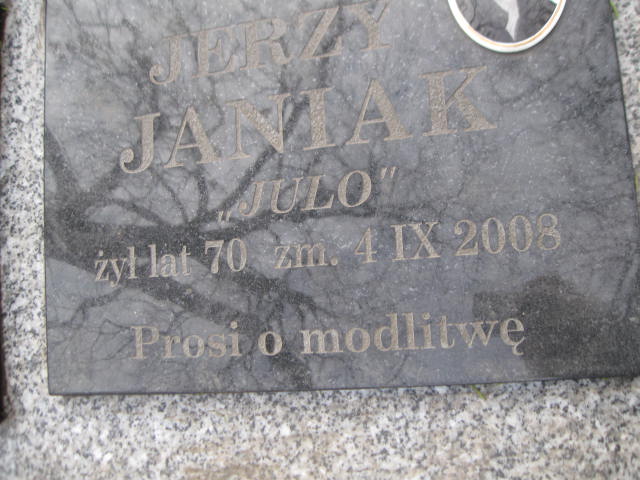 JERZY
JANIAK
„JULO"
żył lat 70 zm. 4 IX 2008
Prosi o modlitwę